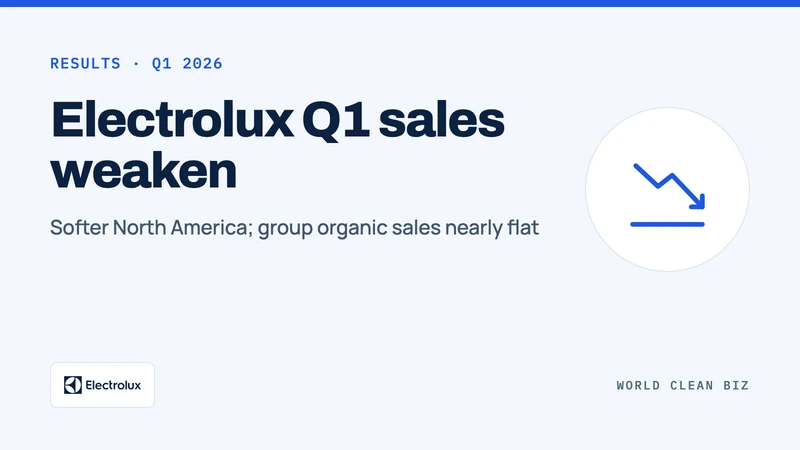 RESULTS · Q1 2026
Electrolux Q1 sales
weaken
Softer North America; group organic sales nearly flat
Electrolux
WORLD CLEAN BIZ